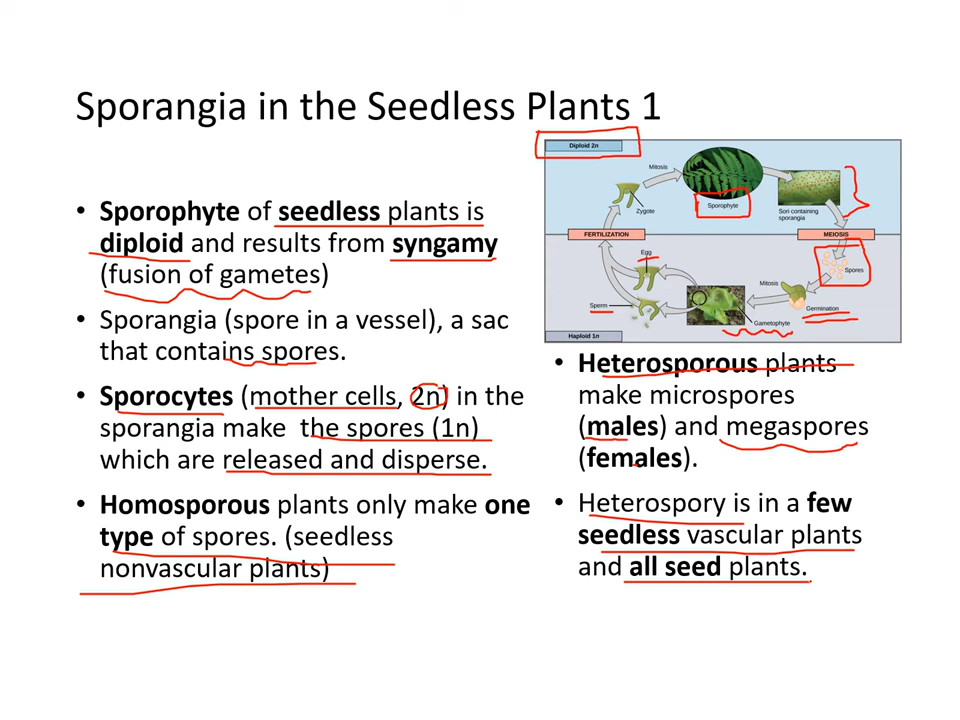 Sporangia in the Seedless Plants 1
• Sporophyte of seedless plants is
diploid and results from syngamy
(fusion of gametes)
• Sporangia (spore in a vessel), a sac
that contains spores.
• Sporocytes (mother cells, 2n) in the
sporangia make the spores (1n)
which are released and disperse.
• Homosporous plants only make one
type of spores. (seedless
nonvascular plants)
Diploid 2n
Mitosis
Sporophyte
Sori containing
sporangia
Zygote
FERTILIZATION
MEIOSIS
Egg
Spores
Mitosis
Sperm
Germination
Gametophyte
Haploid 1n
• Heterosporous plants
make microspores
(males) and megaspores
(females).
• Heterospory is in a few
seedless vascular plants
and all seed plants.